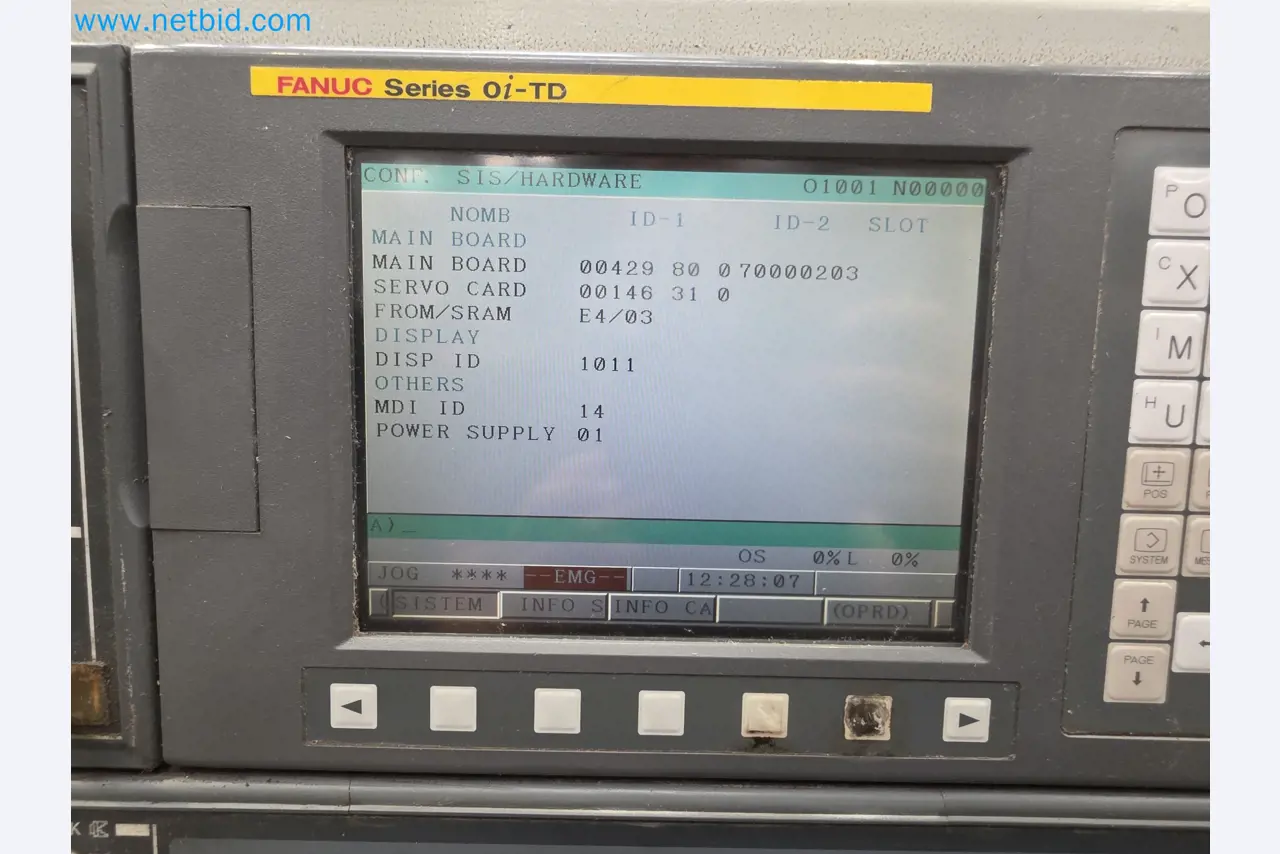 www.netbid.com
FANUC Series 0i-TD
CONF. SIS/HARDWARE O1001 N00000
NOMB ID-1 ID-2 SLOT
MAIN BOARD
MAIN BOARD 00429 80 0 70000203
SERVO CARD 00146 31 0
FROM/SRAM E4/03
DISPLAY
DISP ID 1011
OTHERS
MDI ID 14
POWER SUPPLY 01
A)_
OS 0% L 0%
JOG **** --EMG-- 12:28:07
(SISTEM INFO S INFO CA (OPRD)
P O
C X
I M
H U
POS
SYSTEM
PAGE
PAGE
K